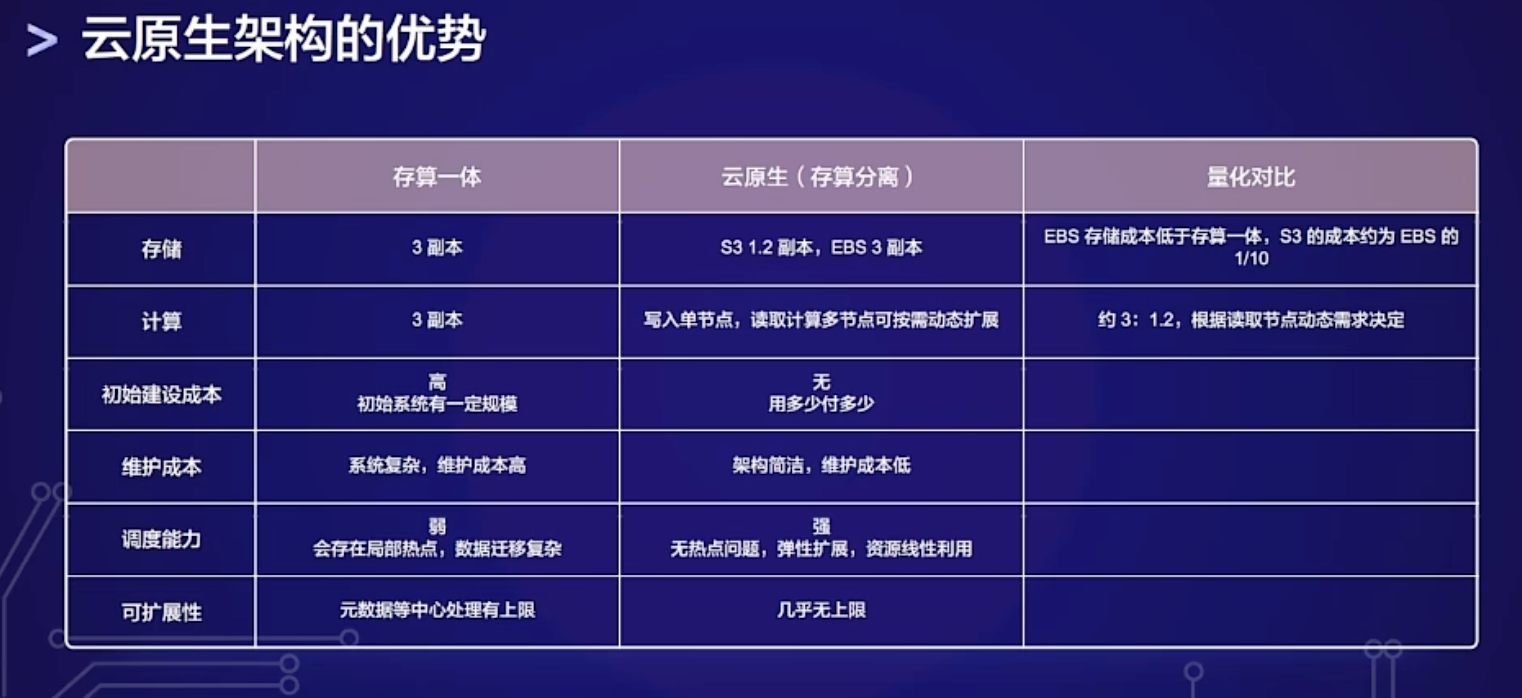 > 云原生架构的优势
存算一体
云原生（存算分离）
量化对比
存储
3 副本
S3 1.2 副本，EBS 3 副本
EBS 存储成本低于存算一体，S3 的成本约为 EBS 的
1/10
计算
3 副本
写入单节点，读取计算多节点可按需动态扩展
约 3：1.2，根据读取节点动态需求决定
初始建设成本
高
初始系统有一定规模
无
用多少付多少
维护成本
系统复杂，维护成本高
架构简洁，维护成本低
调度能力
弱
会存在局部热点，数据迁移复杂
强
无热点问题，弹性扩展，资源线性利用
可扩展性
元数据等中心处理有上限
几乎无上限